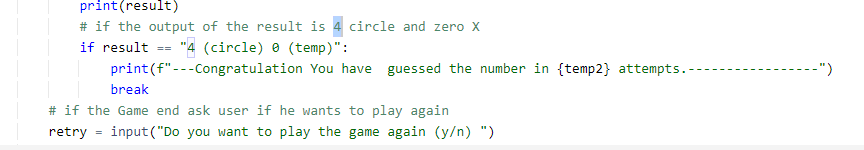 print(result)
# if the output of the result is 4 circle and zero X
if result == "4 (circle) 0 (temp)":
print(f"---Congratulation You have  guessed the number in {temp2} attempts.-----------------")
break
# if the Game end ask user if he wants to play again
retry = input("Do you want to play the game again (y/n) ")